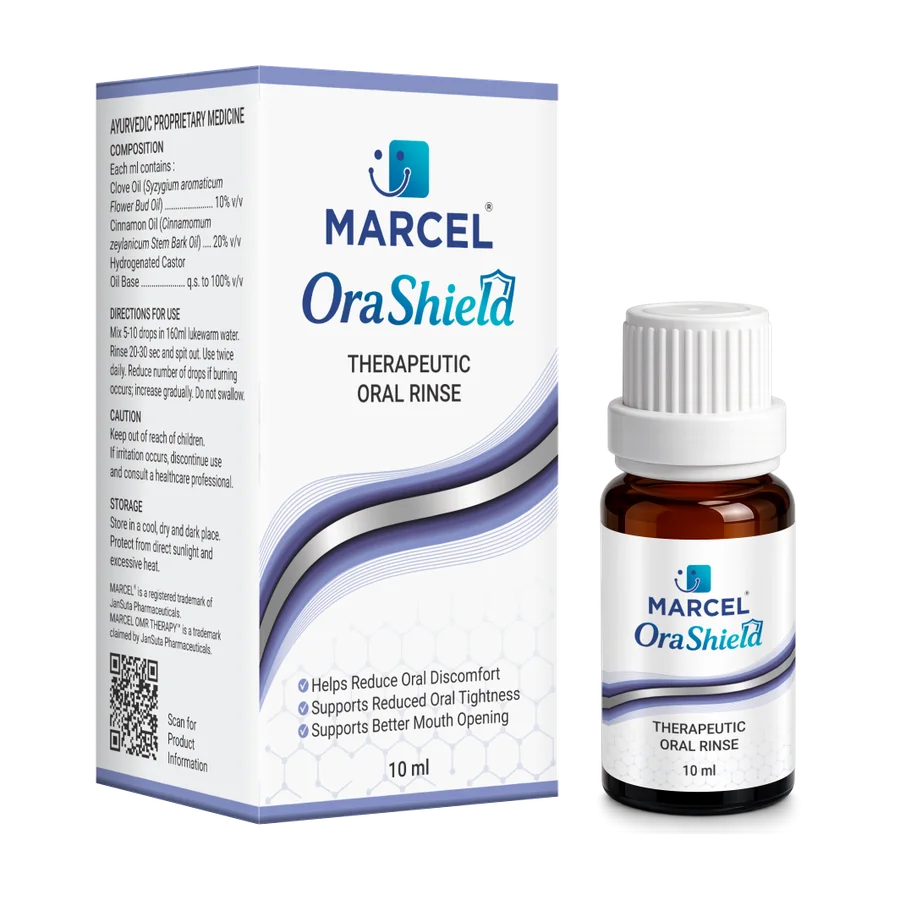 AYURVEDIC PROPRIETARY MEDICINE
COMPOSITION
Each ml contains :
Clove Oil (Syzygium aromaticum
Flower Bud Oil) ..................... 10% v/v
Cinnamon Oil (Cinnamomum
zeylanicum Stem Bark Oil) .... 20% v/v
Hydrogenated Castor
Oil Base ...................... q.s. to 100% v/v
DIRECTIONS FOR USE
Mix 5-10 drops in 160ml lukewarm water.
Rinse 20-30 sec and spit out. Use twice
daily. Reduce number of drops if burning
occurs; increase gradually. Do not swallow.
CAUTION
Keep out of reach of children.
If irritation occurs, discontinue use
and consult a healthcare professional.
STORAGE
Store in a cool, dry and dark place.
Protect from direct sunlight and
excessive heat.
MARCEL® is a registered trademark of
JanSuta Pharmaceuticals.
MARCEL OMR THERAPY™ is a trademark
claimed by JanSuta Pharmaceuticals.
Scan for
Product
Information
MARCEL®
OraShield
THERAPEUTIC
ORAL RINSE
Helps Reduce Oral Discomfort
Supports Reduced Oral Tightness
Supports Better Mouth Opening
10 ml
MARCEL®
OraShield
THERAPEUTIC
ORAL RINSE
10 ml